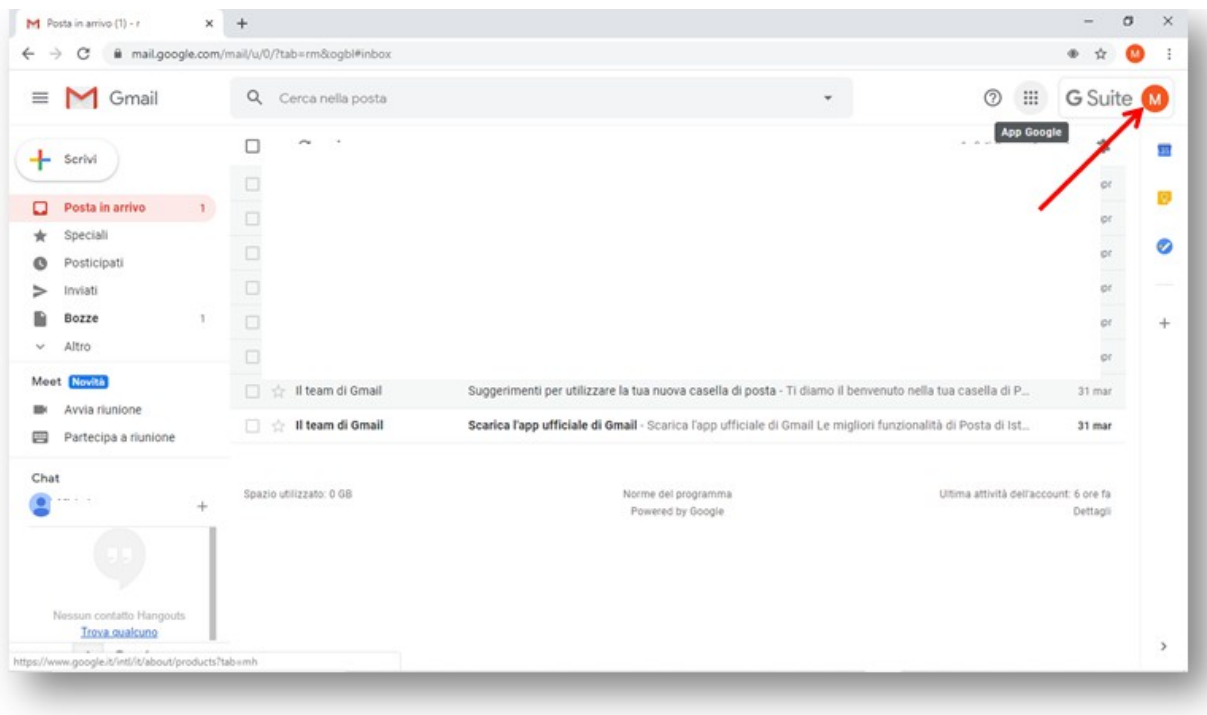 Posta in arrivo (1) - r
mail.google.com/mail/u/0/?tab=rm&ogbl#inbox
M
Gmail
Cerca nella posta
G Suite
M
App Google
Scrivi
31
Posta in arrivo 1
Speciali
Posticipati
Inviati
Bozze 1
Altro
Meet Novità
Avvia riunione
Partecipa a riunione
Il team di Gmail Suggerimenti per utilizzare la tua nuova casella di posta - Ti diamo il benvenuto nella tua casella di P... 31 mar
Il team di Gmail Scarica l'app ufficiale di Gmail - Scarica l'app ufficiale di Gmail Le migliori funzionalità di Posta di Ist... 31 mar
Chat
Spazio utilizzato: 0 GB
Norme del programma
Powered by Google
Ultima attività dell'account: 6 ore fa
Dettagli
Nessun contatto Hangouts
Trova qualcuno
https://www.google.it/intl/it/about/products?tab=mh